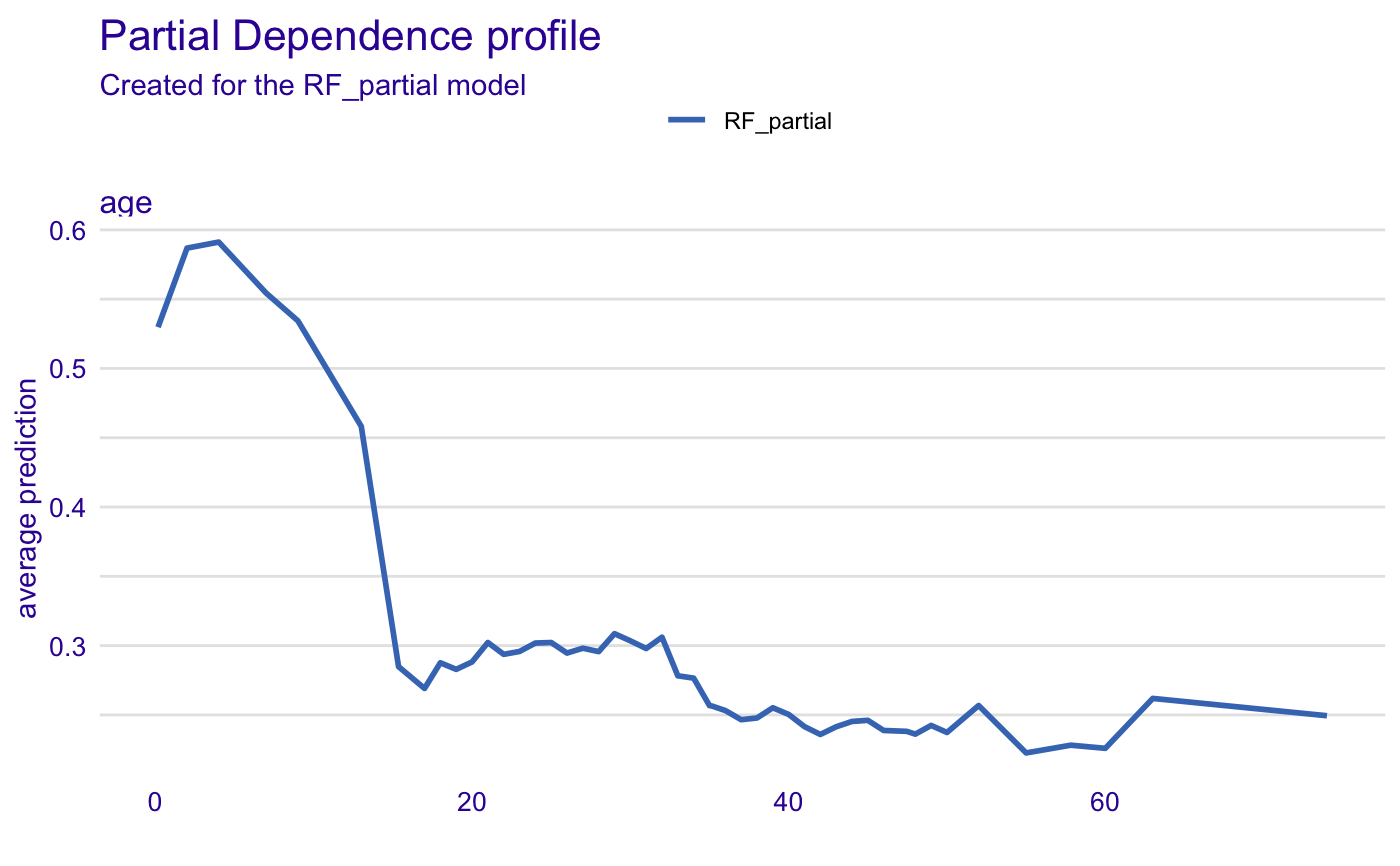 Partial Dependence profile
Created for the RF_partial model
RF_partial
age
0.6
0.5
0.4
0.3
average prediction
0 20 40 60